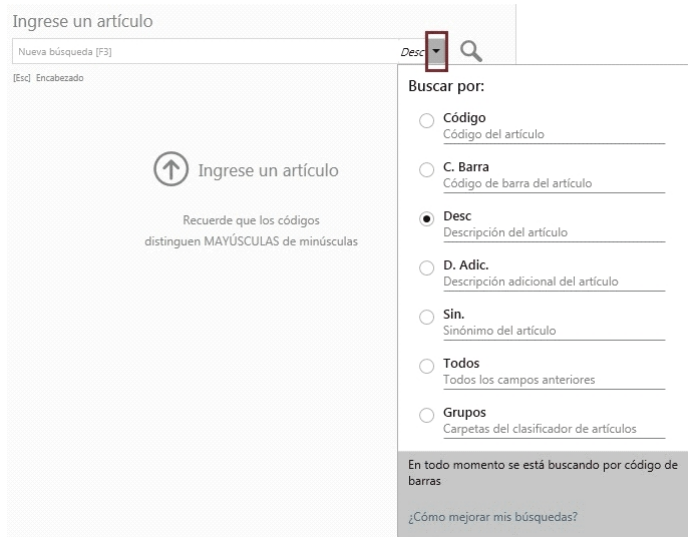 Ingrese un artículo
Nueva búsqueda [F3]
Desc
[Esc] Encabezado
Ingrese un artículo
Recuerde que los códigos
distinguen MAYÚSCULAS de minúsculas
Buscar por:
Código
Código del artículo
C. Barra
Código de barra del artículo
Desc
Descripción del artículo
D. Adic.
Descripción adicional del artículo
Sin.
Sinónimo del artículo
Todos
Todos los campos anteriores
Grupos
Carpetas del clasificador de artículos
En todo momento se está buscando por código de
barras
¿Cómo mejorar mis búsquedas?